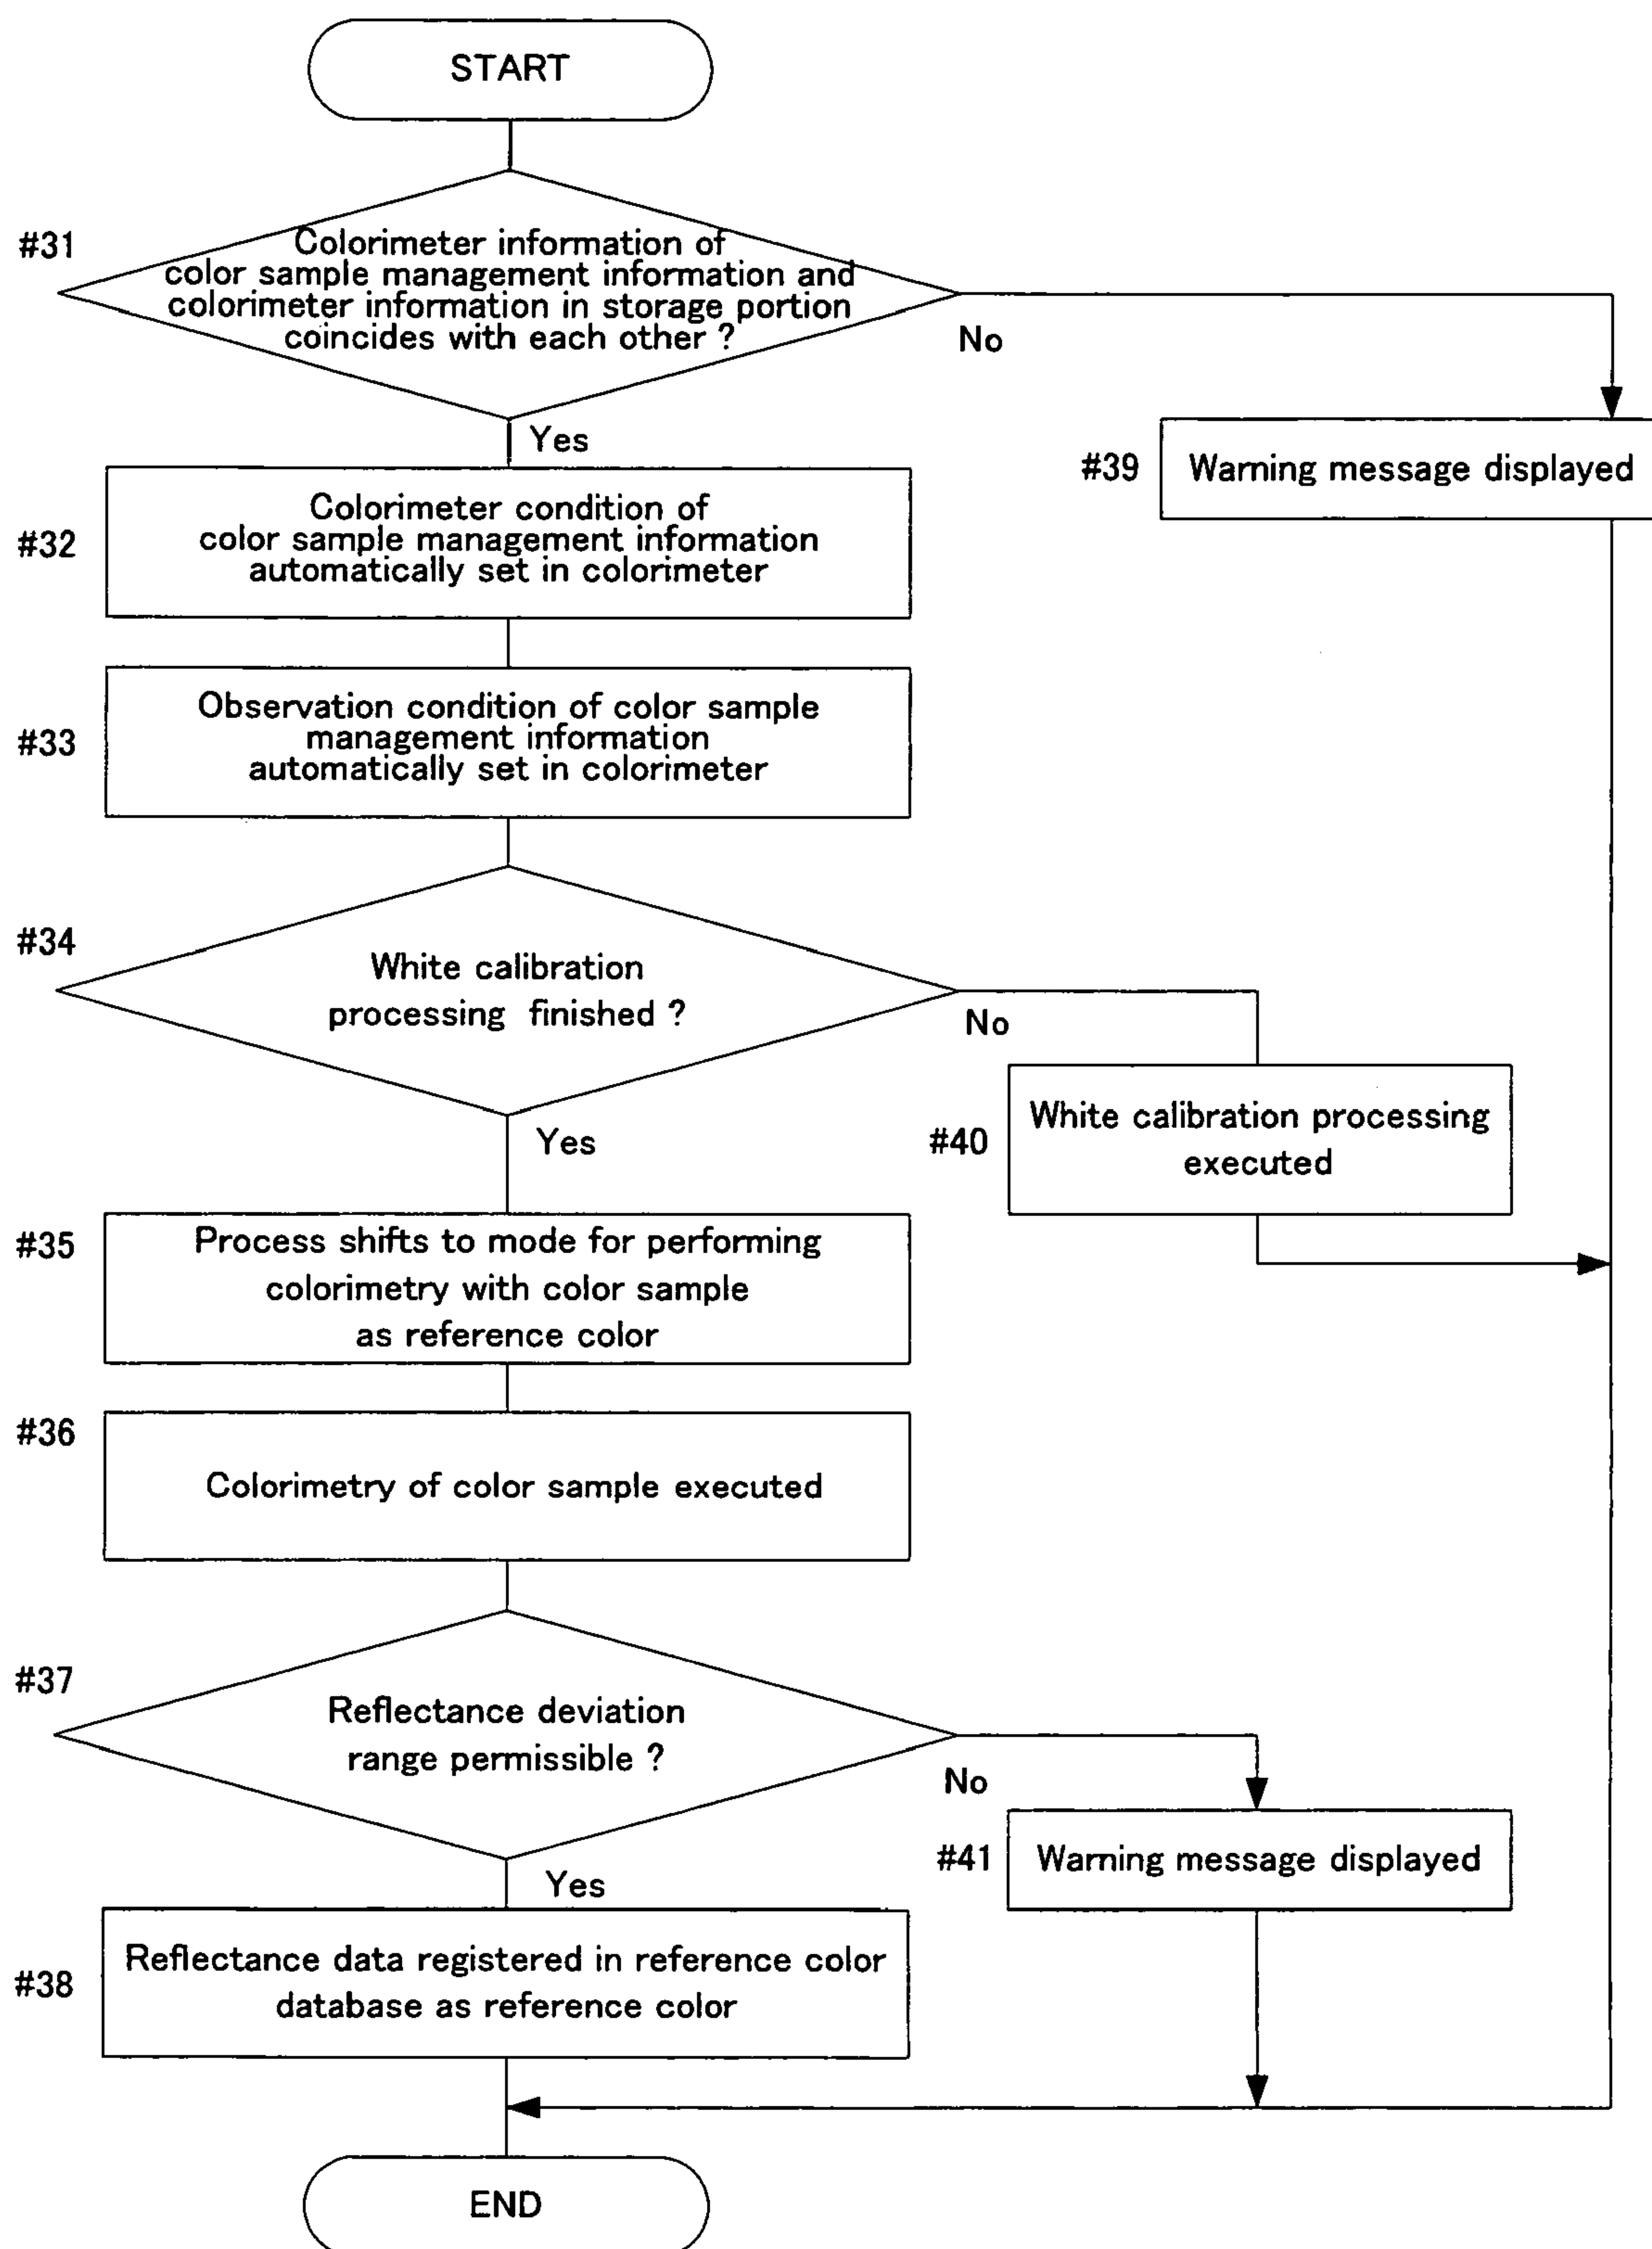 START
#31
Colorimeter information of
color sample management information and
colorimeter information in storage portion
coincides with each other ?
No
Yes
#39
Warning message displayed
#32
Colorimeter condition of
color sample management information
automatically set in colorimeter
#33
Observation condition of color sample
management information
automatically set in colorimeter
#34
White calibration
processing finished ?
No
Yes
#40
White calibration processing
executed
#35
Process shifts to mode for performing
colorimetry with color sample
as reference color
#36
Colorimetry of color sample executed
#37
Reflectance deviation
range permissible ?
No
#41
Warning message displayed
Yes
#38
Reflectance data registered in reference color
database as reference color
END